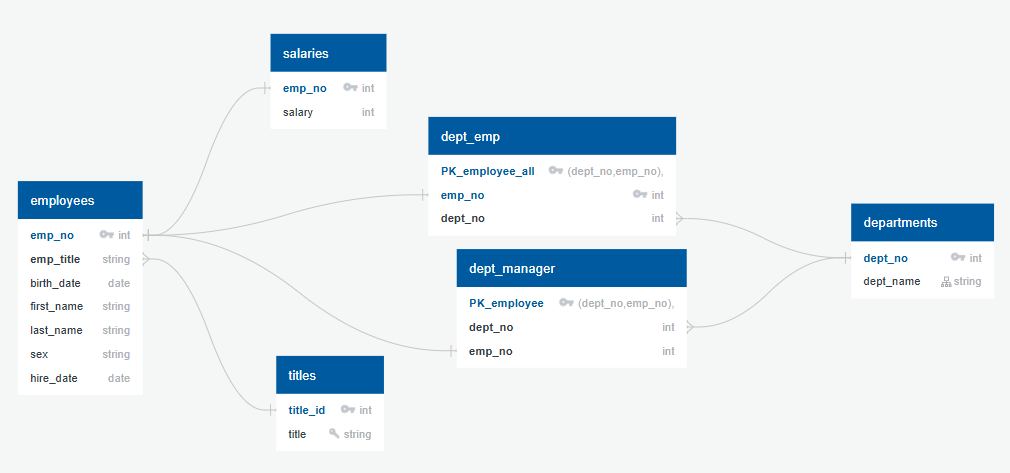 salaries
emp_no int
salary int
dept_emp
PK_employee_all (dept_no,emp_no),
emp_no int
dept_no int
employees
emp_no int
emp_title string
birth_date date
first_name string
last_name string
sex string
hire_date date
departments
dept_no int
dept_name string
dept_manager
PK_employee (dept_no,emp_no),
dept_no int
emp_no int
titles
title_id int
title string